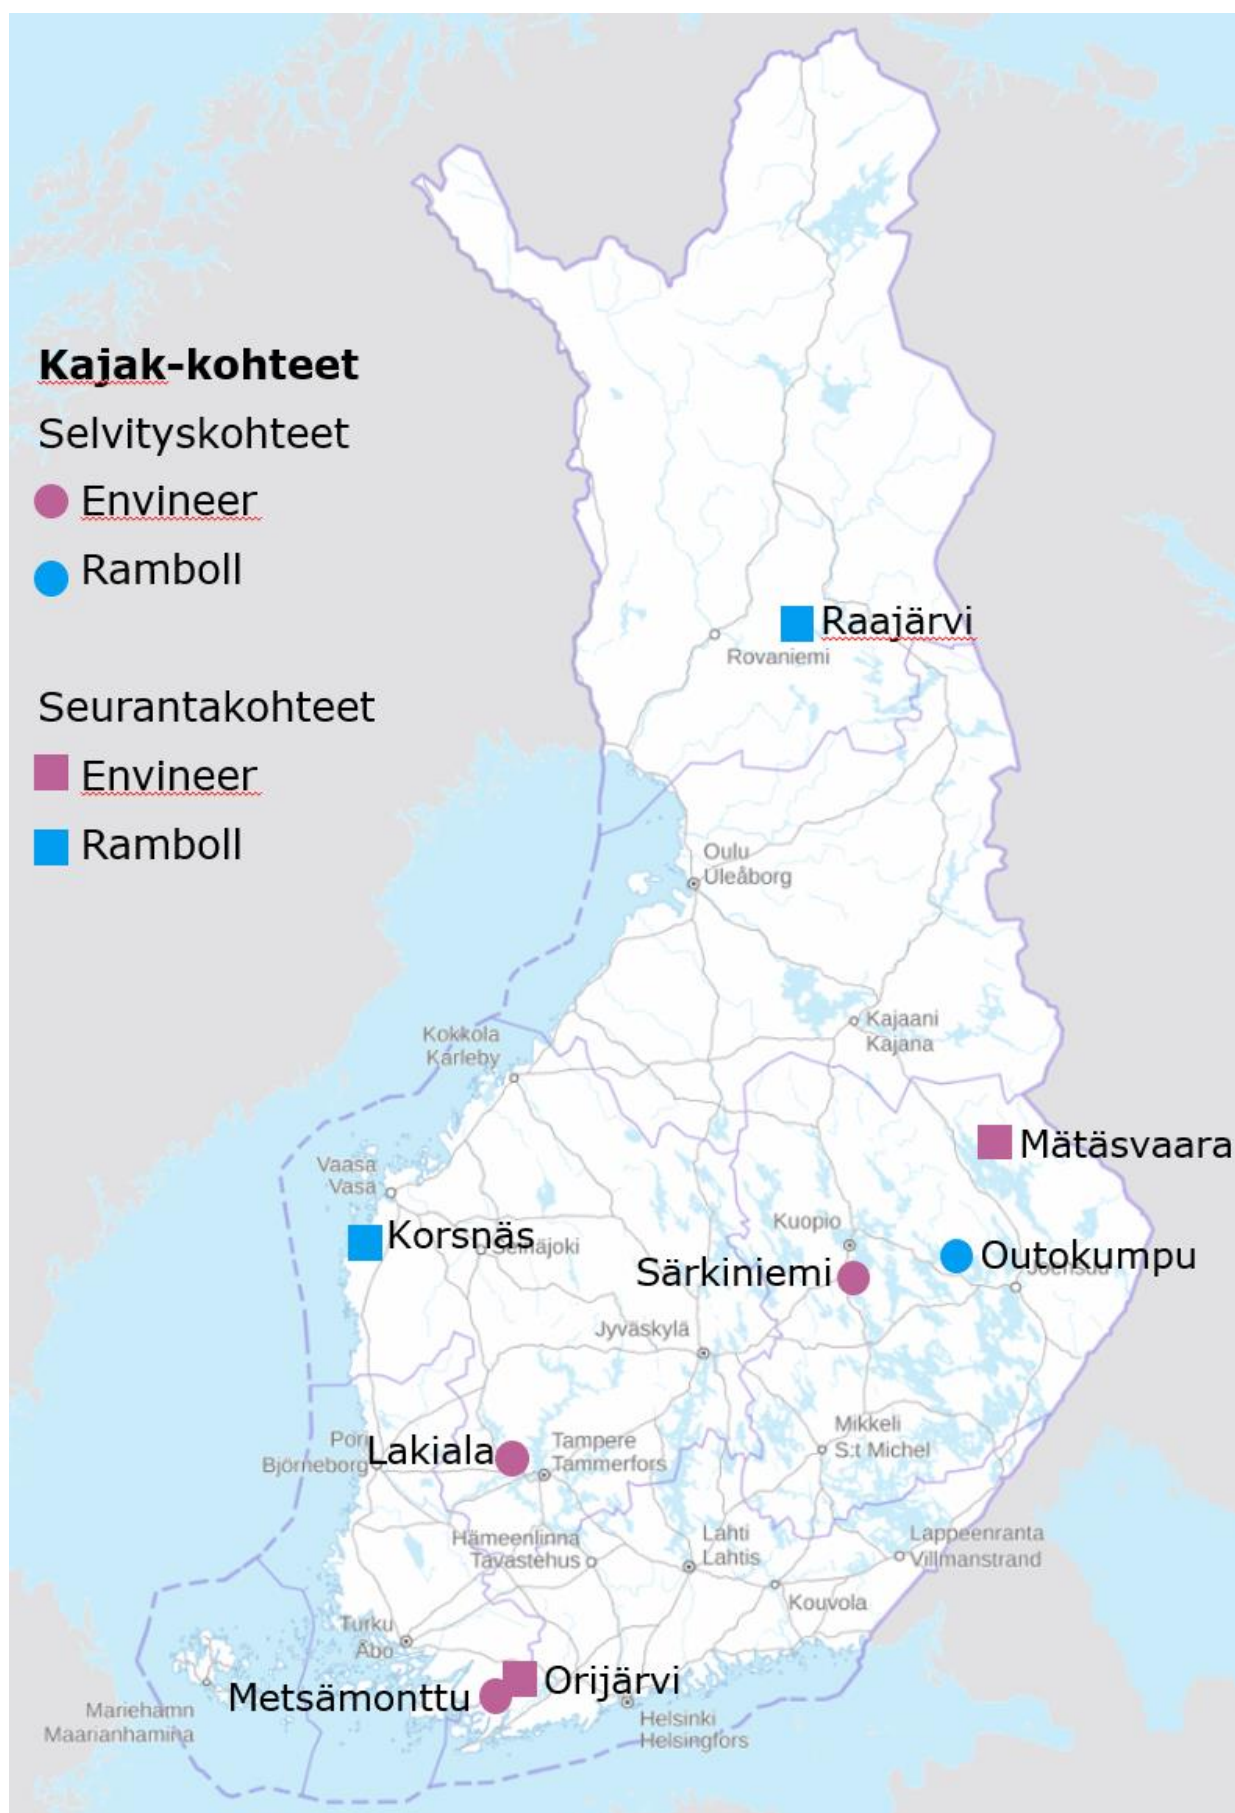 Kajak-kohteet
Selvityskohteet
Envineer
Ramboll
Seurantakohteet
Envineer
Ramboll
Raajärvi
Rovaniemi
Oulu
Uleåborg
Kajaani
Kajana
Kokkola
Karleby
Mätäsvaara
Vaasa
Vasa
Korsnäs
Seinäjoki
Kuopio
Särkiniemi
Outokumpu
Joensuu
Jyväskylä
Mikkeli
S:t Michel
Pori
Björneborg
Lakiala
Tampere
Tammerfors
Hämeenlinna
Tavastehus
Lahti
Lahtis
Lappeenranta
Villmanstrand
Kouvola
Turku
Åbo
Orijärvi
Metsämonttu
Mariehamn
Maarianhamina
Helsinki
Helsingfors